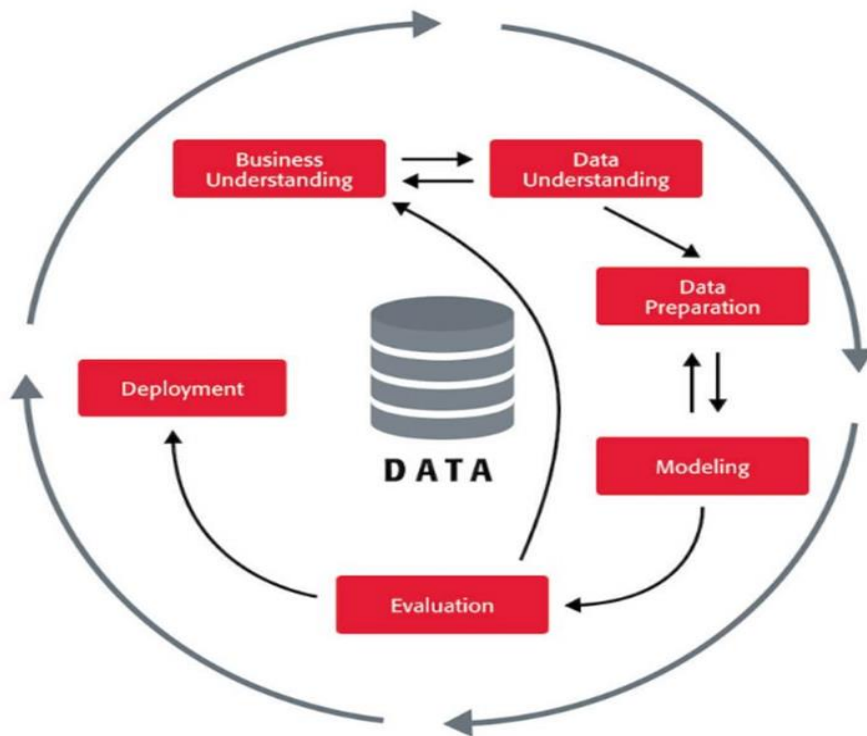 Business
Understanding
Data
Understanding
Data
Preparation
Deployment
DATA
Modeling
Evaluation